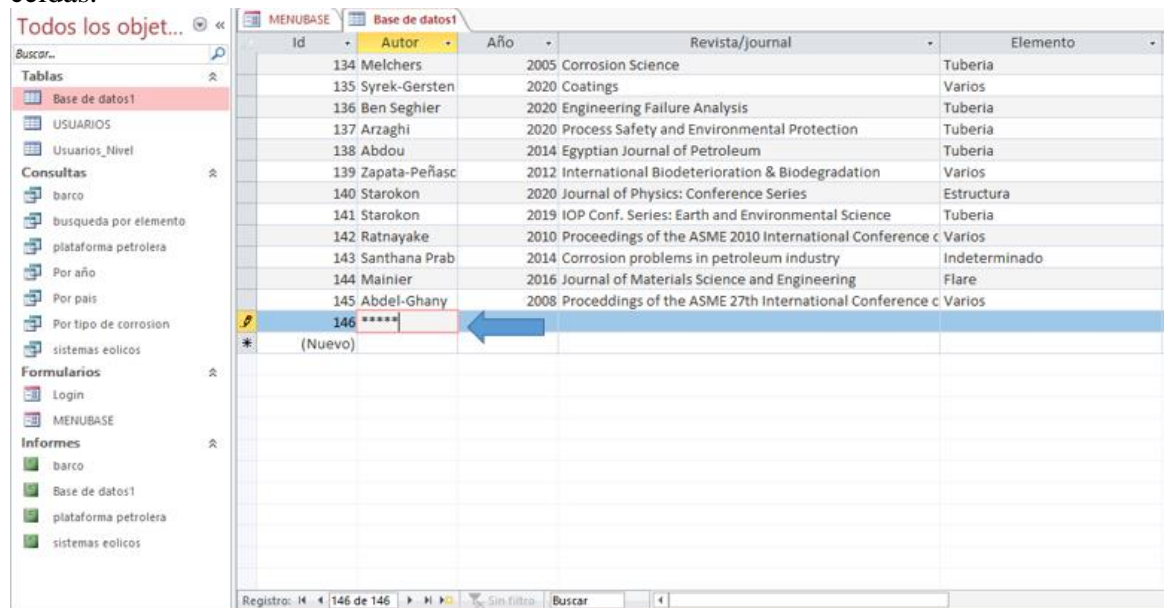 celdas.
Todos los objet... «
Buscar...
Tablas
Base de datos1
USUARIOS
Usuarios_Nivel
Consultas
barco
busqueda por elemento
plataforma petrolera
Por año
Por pais
Por tipo de corrosion
sistemas eolicos
Formularios
Login
MENUBASE
Informes
barco
Base de datos1
plataforma petrolera
sistemas eolicos
MENUBASE Base de datos1
Id Autor Año Revista/journal Elemento
134 Melchers 2005 Corrosion Science Tuberia
135 Syrek-Gersten 2020 Coatings Varios
136 Ben Seghier 2020 Engineering Failure Analysis Tuberia
137 Arzaghi 2020 Process Safety and Environmental Protection Tuberia
138 Abdou 2014 Egyptian Journal of Petroleum Tuberia
139 Zapata-Peñasc 2012 International Biodeterioration & Biodegradation Varios
140 Starokon 2020 Journal of Physics: Conference Series Estructura
141 Starokon 2019 IOP Conf. Series: Earth and Environmental Science Tuberia
142 Ratnayake 2010 Proceedings of the ASME 2010 International Conference c Varios
143 Santhana Prab 2014 Corrosion problems in petroleum industry Indeterminado
144 Mainier 2016 Journal of Materials Science and Engineering Flare
145 Abdel-Ghany 2008 Proceddings of the ASME 27th International Conference c Varios
146 *****
* (Nuevo)
Registro: 146 de 146 Sin filtro Buscar